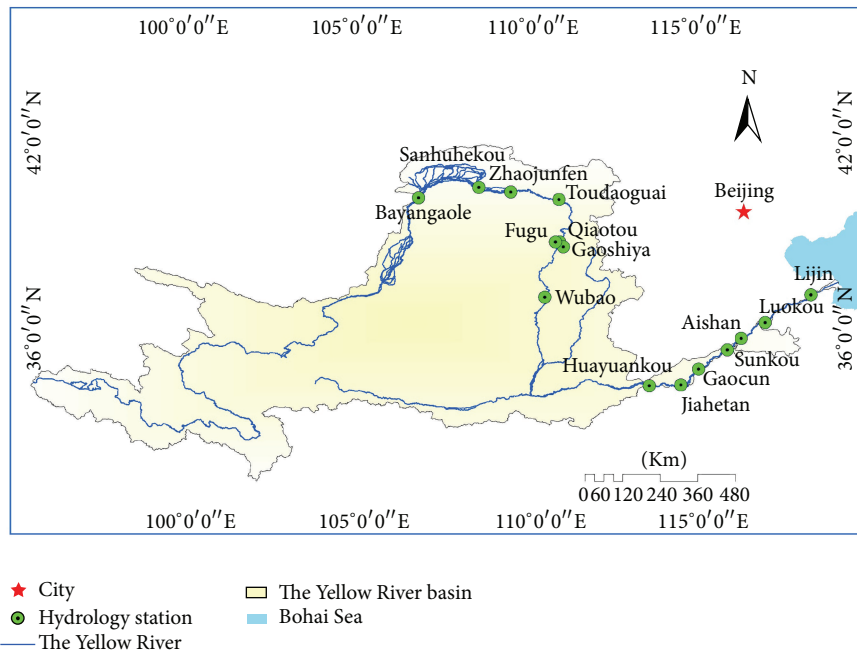 100°0′0″E 105°0′0″E 110°0′0″E 115°0′0″E
42°0′0″N
42°0′0″N
N
Sanhuhekou
Zhaojunfen
Beijing
Bayangaole
Toudaoguai
Fugu
Qiaotou
Gaoshiya
Lijin
Wubao
Luokou
Aishan
36°0′0″N
36°0′0″N
Sunkou
Huayuankou
Gaocun
Jiahetan
(Km)
0 60 120 240 360 480
100°0′0″E 105°0′0″E 110°0′0″E 115°0′0″E
City
Hydrology station
The Yellow River
The Yellow River basin
Bohai Sea